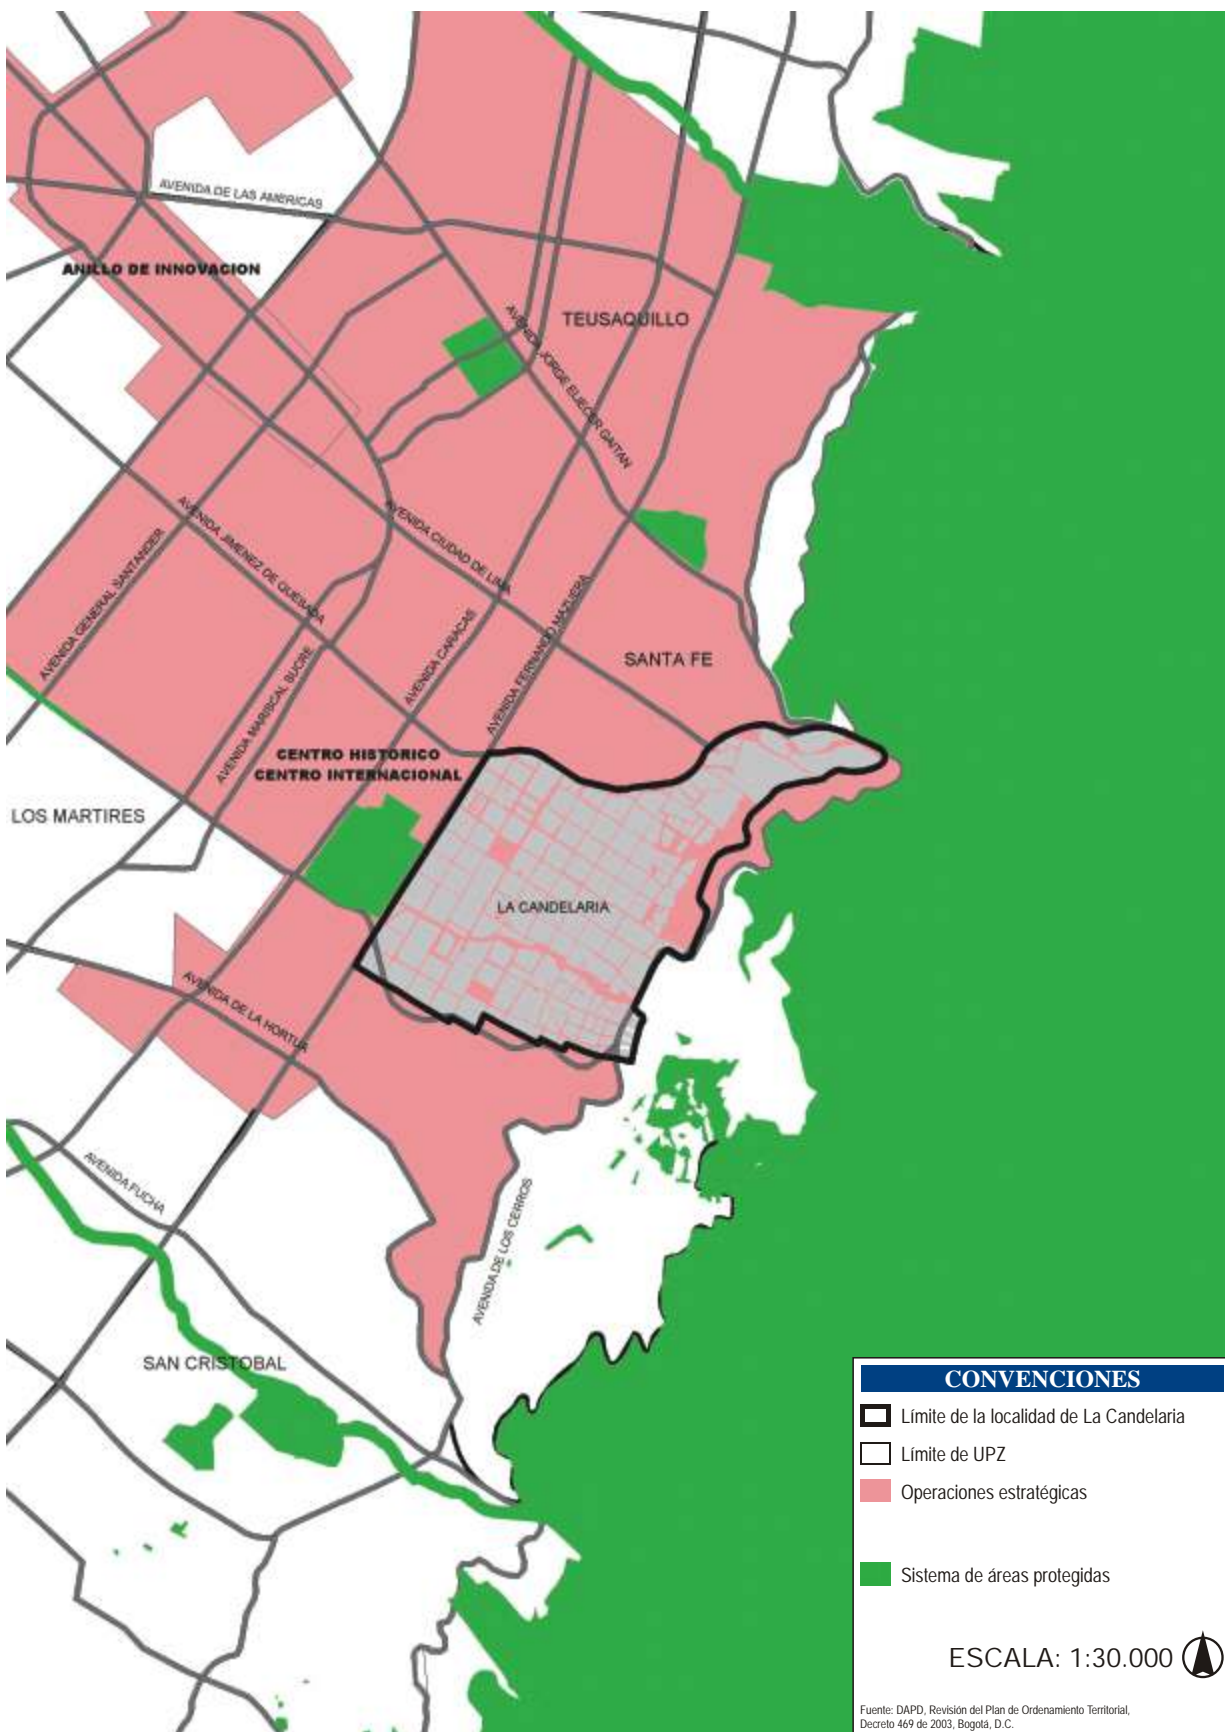 AVENIDA DE LAS AMERICAS
ANILLO DE INNOVACION
TEUSAQUILLO
AVENIDA JORGE ELIECER GAITAN
AVENIDA JIMENEZ DE QUESADA
AVENIDA CIUDAD DE LIMA
AVENIDA GENERAL SANTANDER
AVENIDA MARISCAL SUCRE
AVENIDA CARACAS
AVENIDA FERNANDO MAZUERA
SANTA FE
CENTRO HISTORICO
CENTRO INTERNACIONAL
LOS MARTIRES
LA CANDELARIA
AVENIDA DE LA HORTUA
AVENIDA FUCHA
AVENIDA DE LOS CERROS
SAN CRISTOBAL
CONVENCIONES
Límite de la localidad de La Candelaria
Límite de UPZ
Operaciones estratégicas
Sistema de áreas protegidas
ESCALA: 1:30.000
Fuente: DAPD, Revisión del Plan de Ordenamiento Territorial,
Decreto 469 de 2003, Bogotá, D.C.